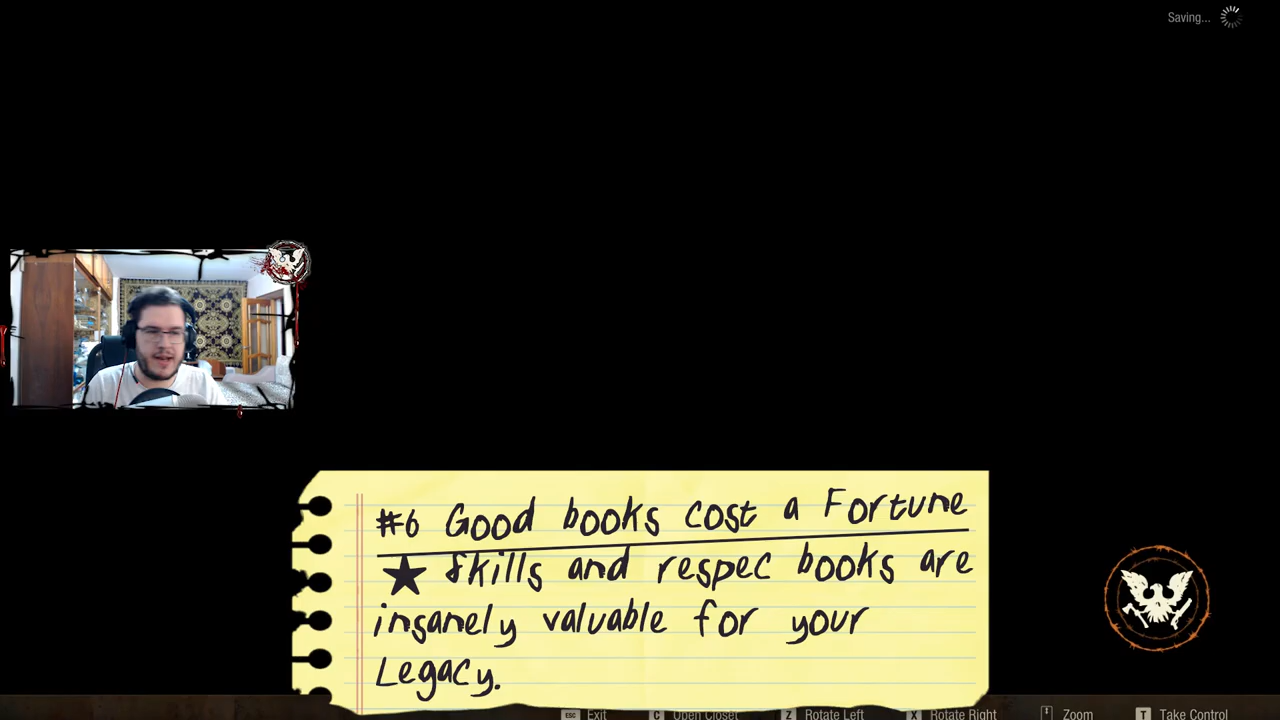 Saving...
#6 Good books cost a Fortune
★ Skills and respec books are
insanely valuable for your
Legacy.
ESC Exit C Open Closet Z Rotate Left X Rotate Right Zoom T Take Control